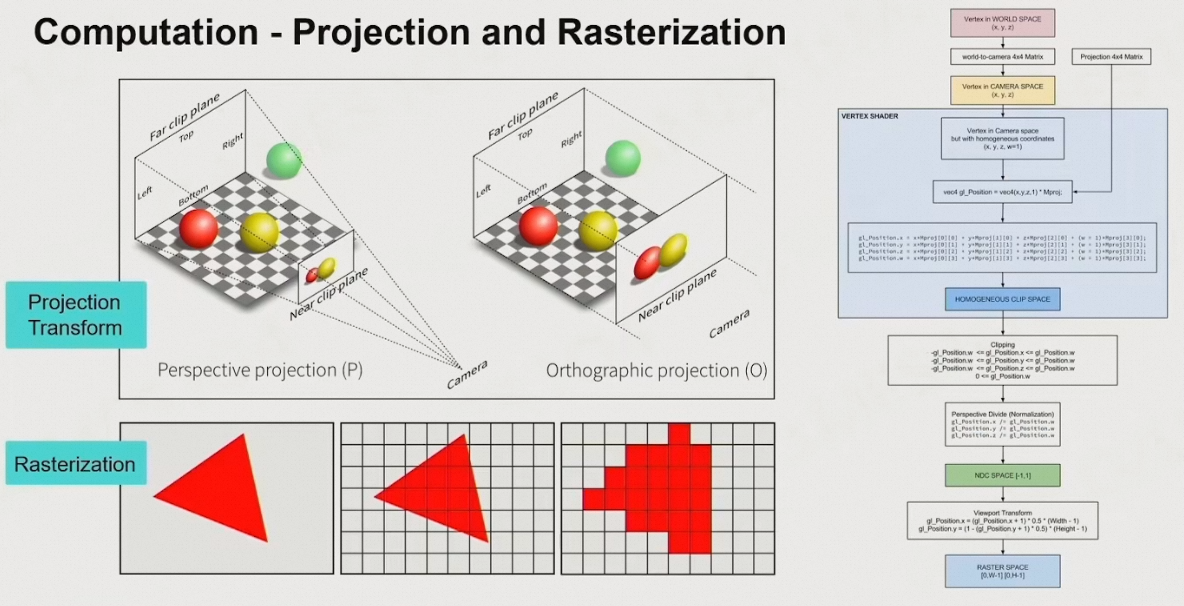 Computation - Projection and Rasterization
Projection
Transform
Far clip plane
Top
Right
Left
Bottom
Near clip plane
Camera
Perspective projection (P)
Far clip plane
Top
Right
Left
Bottom
Near clip plane
Camera
Orthographic projection (O)
Rasterization
Vertex in WORLD SPACE
(x, y, z)
world-to-camera 4x4 Matrix
Projection 4x4 Matrix
Vertex in CAMERA SPACE
(x, y, z)
VERTEX SHADER
Vertex in Camera space
but with homogeneous coordinates
(x, y, z, w=1)
vec4 gl_Position = vec4(x,y,z,1) * Mproj;
gl_Position.x = x*Mproj[0][0] + y*Mproj[1][0] + z*Mproj[2][0] + (w = 1)*Mproj[3][0];
gl_Position.y = x*Mproj[0][1] + y*Mproj[1][1] + z*Mproj[2][1] + (w = 1)*Mproj[3][1];
gl_Position.z = x*Mproj[0][2] + y*Mproj[1][2] + z*Mproj[2][2] + (w = 1)*Mproj[3][2];
gl_Position.w = x*Mproj[0][3] + y*Mproj[1][3] + z*Mproj[2][3] + (w = 1)*Mproj[3][3];
HOMOGENEOUS CLIP SPACE
Clipping
-gl_Position.w <= gl_Position.x <= gl_Position.w
-gl_Position.w <= gl_Position.y <= gl_Position.w
-gl_Position.w <= gl_Position.z <= gl_Position.w
0 <= gl_Position.w
Perspective Divide (Normalization)
gl_Position.x /= gl_Position.w
gl_Position.y /= gl_Position.w
gl_Position.z /= gl_Position.w
NDC SPACE [-1,1]
Viewport Transform
gl_Position.x = (gl_Position.x + 1) * 0.5 * (Width - 1)
gl_Position.y = (1 - (gl_Position.y + 1) * 0.5) * (Height - 1)
RASTER SPACE
[0,W-1] [0,H-1]